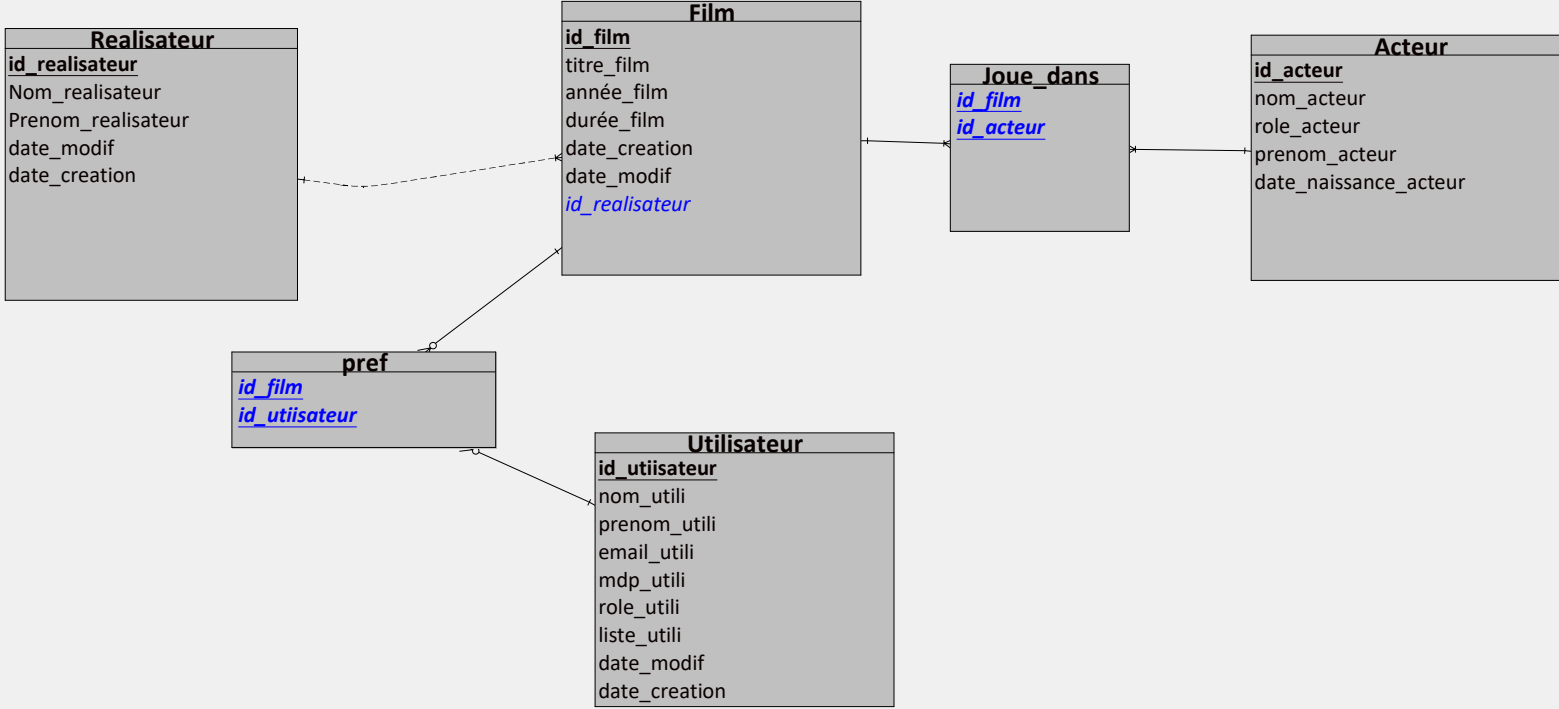 Realisateur
id_realisateur
Nom_realisateur
Prenom_realisateur
date_modif
date_creation
Film
id_film
titre_film
année_film
durée_film
date_creation
date_modif
id_realisateur
Joue_dans
id_film
id_acteur
Acteur
id_acteur
nom_acteur
role_acteur
prenom_acteur
date_naissance_acteur
pref
id_film
id_utiisateur
Utilisateur
id_utiisateur
nom_utili
prenom_utili
email_utili
mdp_utili
role_utili
liste_utili
date_modif
date_creation